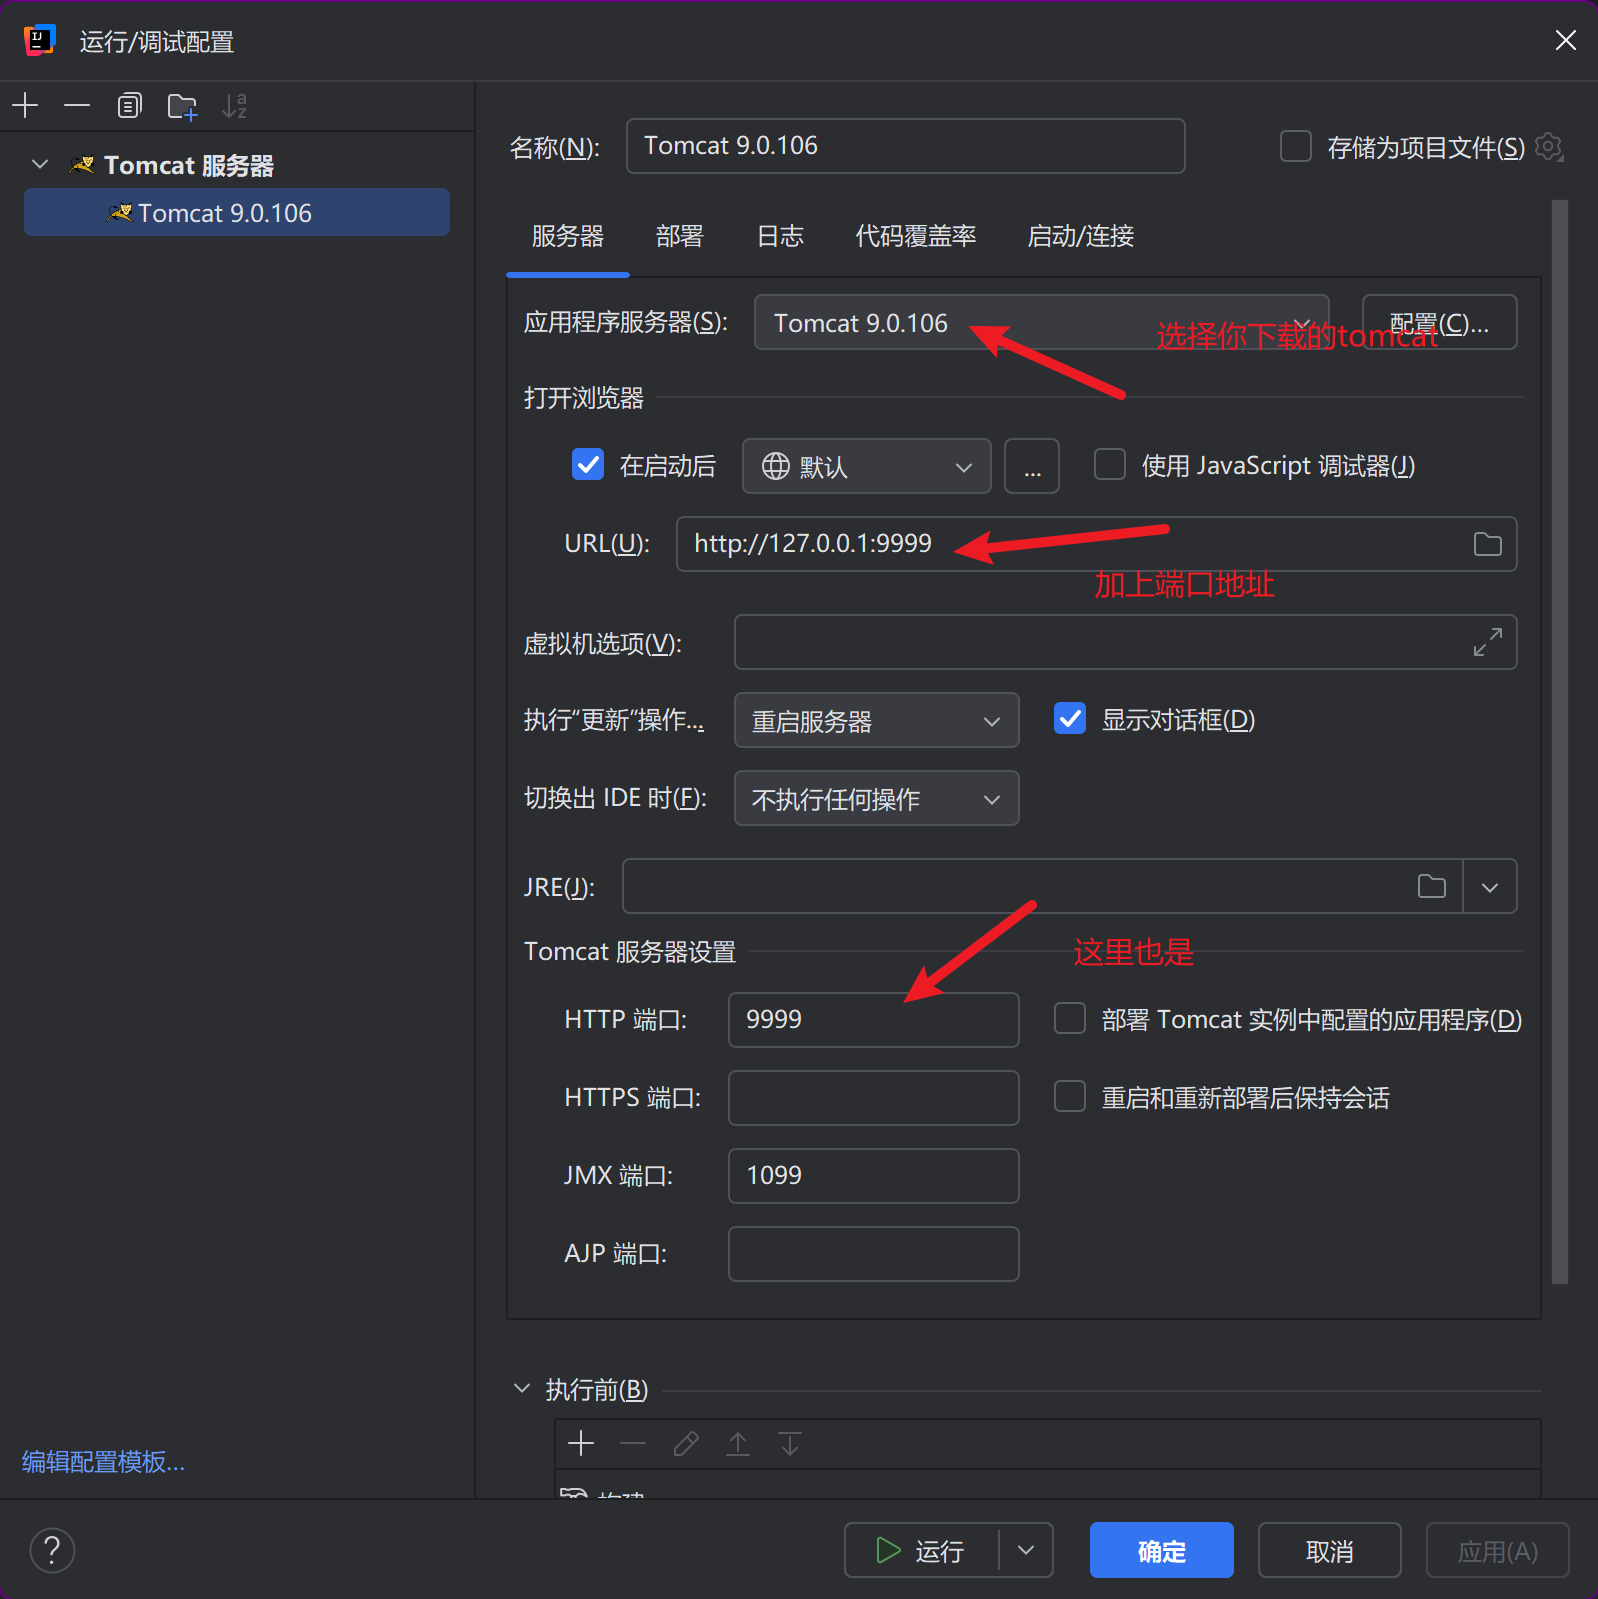 运行/调试配置
Tomcat 服务器
Tomcat 9.0.106
编辑配置模板...
名称(N):
Tomcat 9.0.106
存储为项目文件(S)
服务器 部署 日志 代码覆盖率 启动/连接
应用程序服务器(S):
Tomcat 9.0.106
配置(C)...
选择你下载的tomcat
打开浏览器
在启动后
默认
...
使用 JavaScript 调试器(J)
URL(U):
http://127.0.0.1:9999
加上端口地址
虚拟机选项(V):
执行“更新”操作...
重启服务器
显示对话框(D)
切换出 IDE 时(F):
不执行任何操作
JRE(J):
Tomcat 服务器设置
这里也是
HTTP 端口:
9999
部署 Tomcat 实例中配置的应用程序(D)
HTTPS 端口:
重启和重新部署后保持会话
JMX 端口:
1099
AJP 端口:
执行前(B)
?
运行
确定
取消
应用(A)